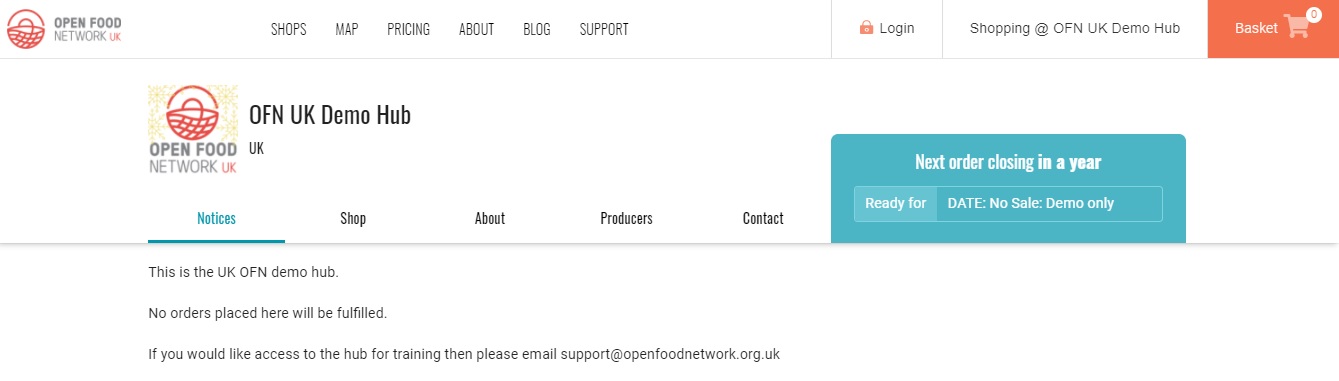 OPEN FOOD
NETWORK UK
SHOPS MAP PRICING ABOUT BLOG SUPPORT
Login
Shopping @ OFN UK Demo Hub
Basket
0
OPEN FOOD
NETWORK UK
OFN UK Demo Hub
UK
Next order closing in a year
Ready for DATE: No Sale: Demo only
Notices Shop About Producers Contact
This is the UK OFN demo hub.
No orders placed here will be fulfilled.
If you would like access to the hub for training then please email support@openfoodnetwork.org.uk